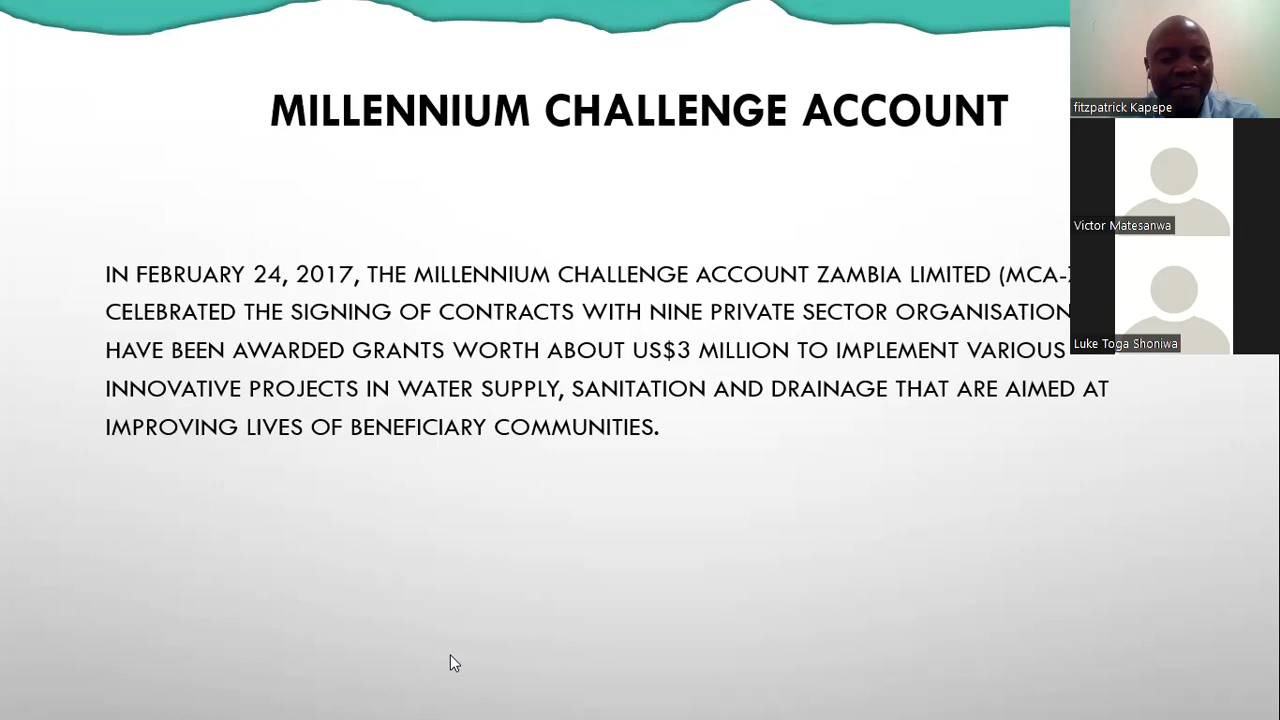 MILLENNIUM CHALLENGE ACCOUNT
IN FEBRUARY 24, 2017, THE MILLENNIUM CHALLENGE ACCOUNT ZAMBIA LIMITED (MCA-
CELEBRATED THE SIGNING OF CONTRACTS WITH NINE PRIVATE SECTOR ORGANISATION
HAVE BEEN AWARDED GRANTS WORTH ABOUT US$3 MILLION TO IMPLEMENT VARIOUS
INNOVATIVE PROJECTS IN WATER SUPPLY, SANITATION AND DRAINAGE THAT ARE AIMED AT
IMPROVING LIVES OF BENEFICIARY COMMUNITIES.
fitzpatrick Kapepe
Victor Matesanwa
Luke Toga Shoniwa